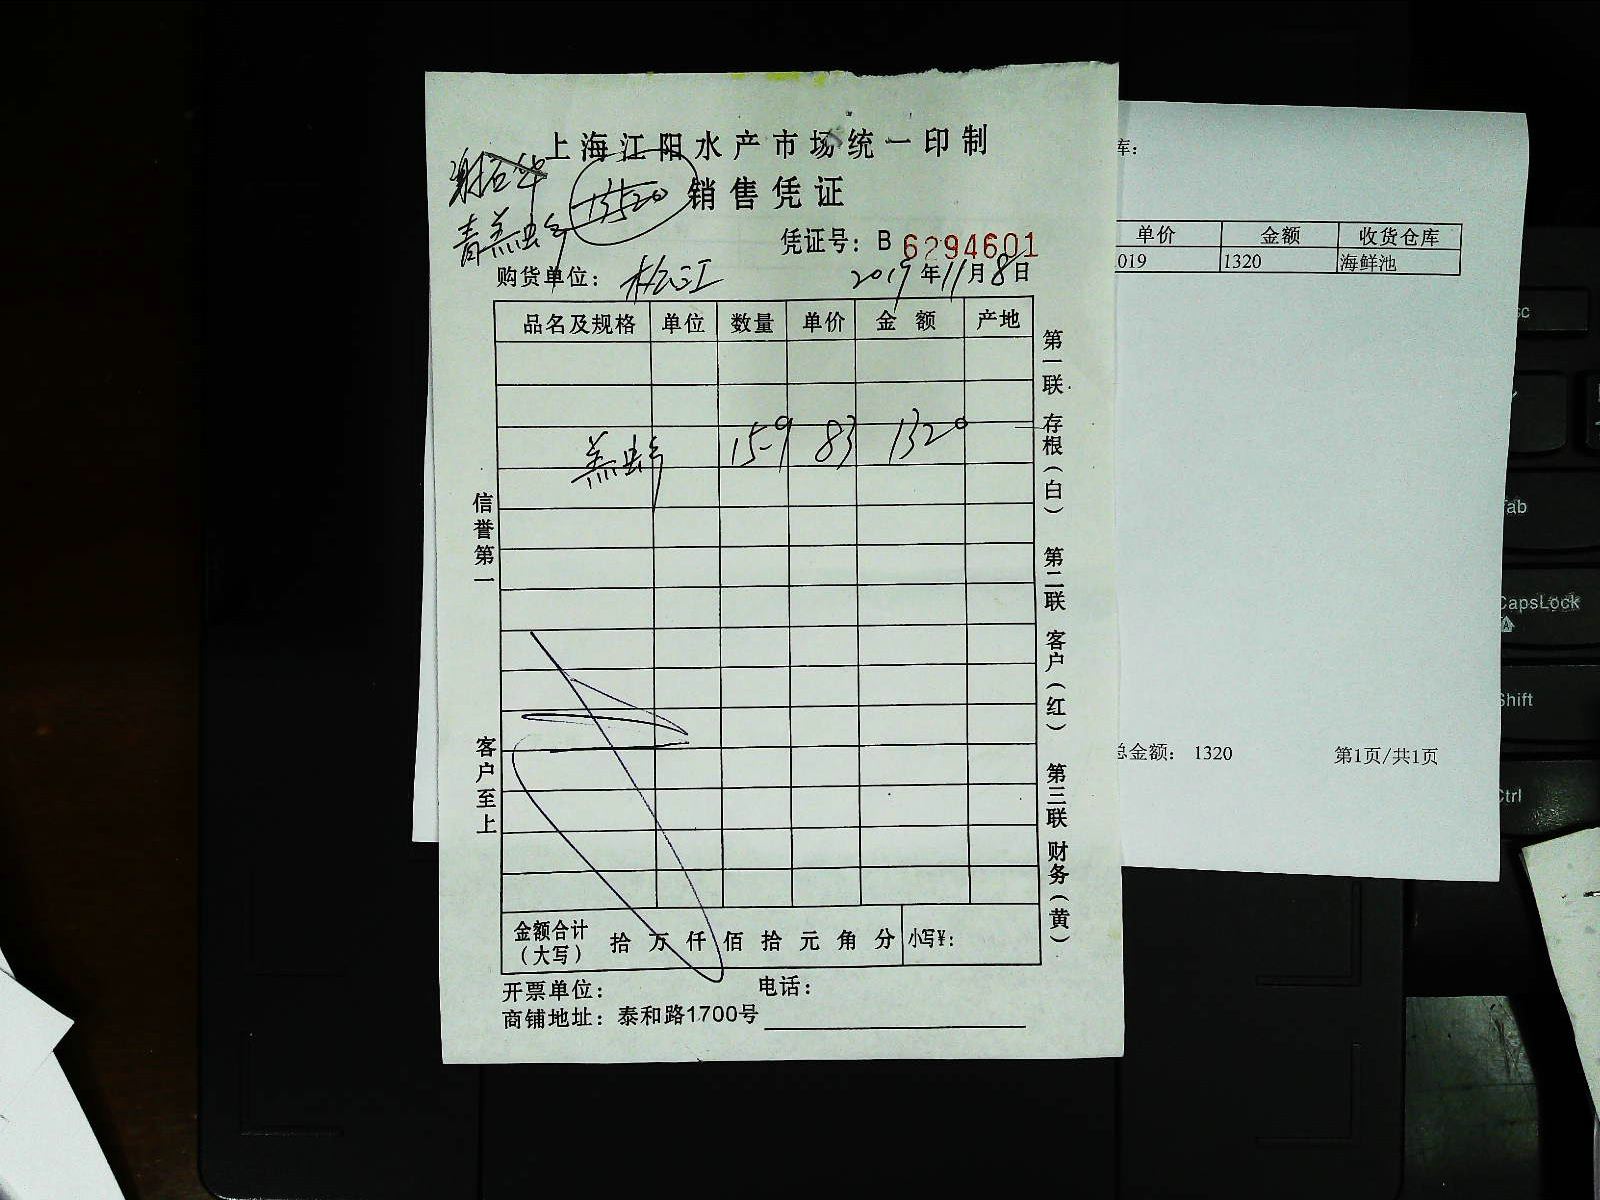 上海江阳水产市场统一印制
销售凭证
13520
凭证号：B 6294601
购货单位：松江 2019年11月8日
品名及规格 单位 数量 单价 金额 产地
15.9 83 1320
信誉第一
客户至上
第一联 存根（白） 第二联 客户（红） 第三联 财务（黄）
金额合计（大写） 拾 万 仟 佰 拾 元 角 分 小写¥：
开票单位： 电话：
商铺地址：泰和路1700号
库：
单价 金额 收货仓库
019 1320 海鲜池
总金额： 1320 第1页/共1页
CapsLock
Shift
Ctrl